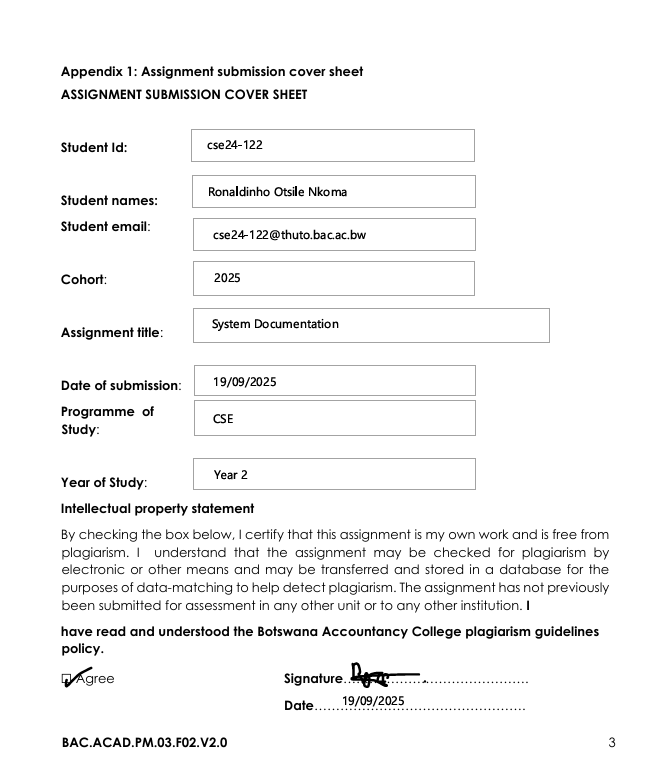 Appendix 1: Assignment submission cover sheet
ASSIGNMENT SUBMISSION COVER SHEET
Student Id: cse24-122
Student names: Ronaldinho Otsile Nkoma
Student email: cse24-122@thuto.bac.ac.bw
Cohort: 2025
Assignment title: System Documentation
Date of submission: 19/09/2025
Programme of
Study: CSE
Year of Study: Year 2
Intellectual property statement
By checking the box below, I certify that this assignment is my own work and is free from
plagiarism. I understand that the assignment may be checked for plagiarism by
electronic or other means and may be transferred and stored in a database for the
purposes of data-matching to help detect plagiarism. The assignment has not previously
been submitted for assessment in any other unit or to any other institution. I
have read and understood the Botswana Accountancy College plagiarism guidelines
policy.
Agree Signature
Date 19/09/2025
BAC.ACAD.PM.03.F02.V2.0 3